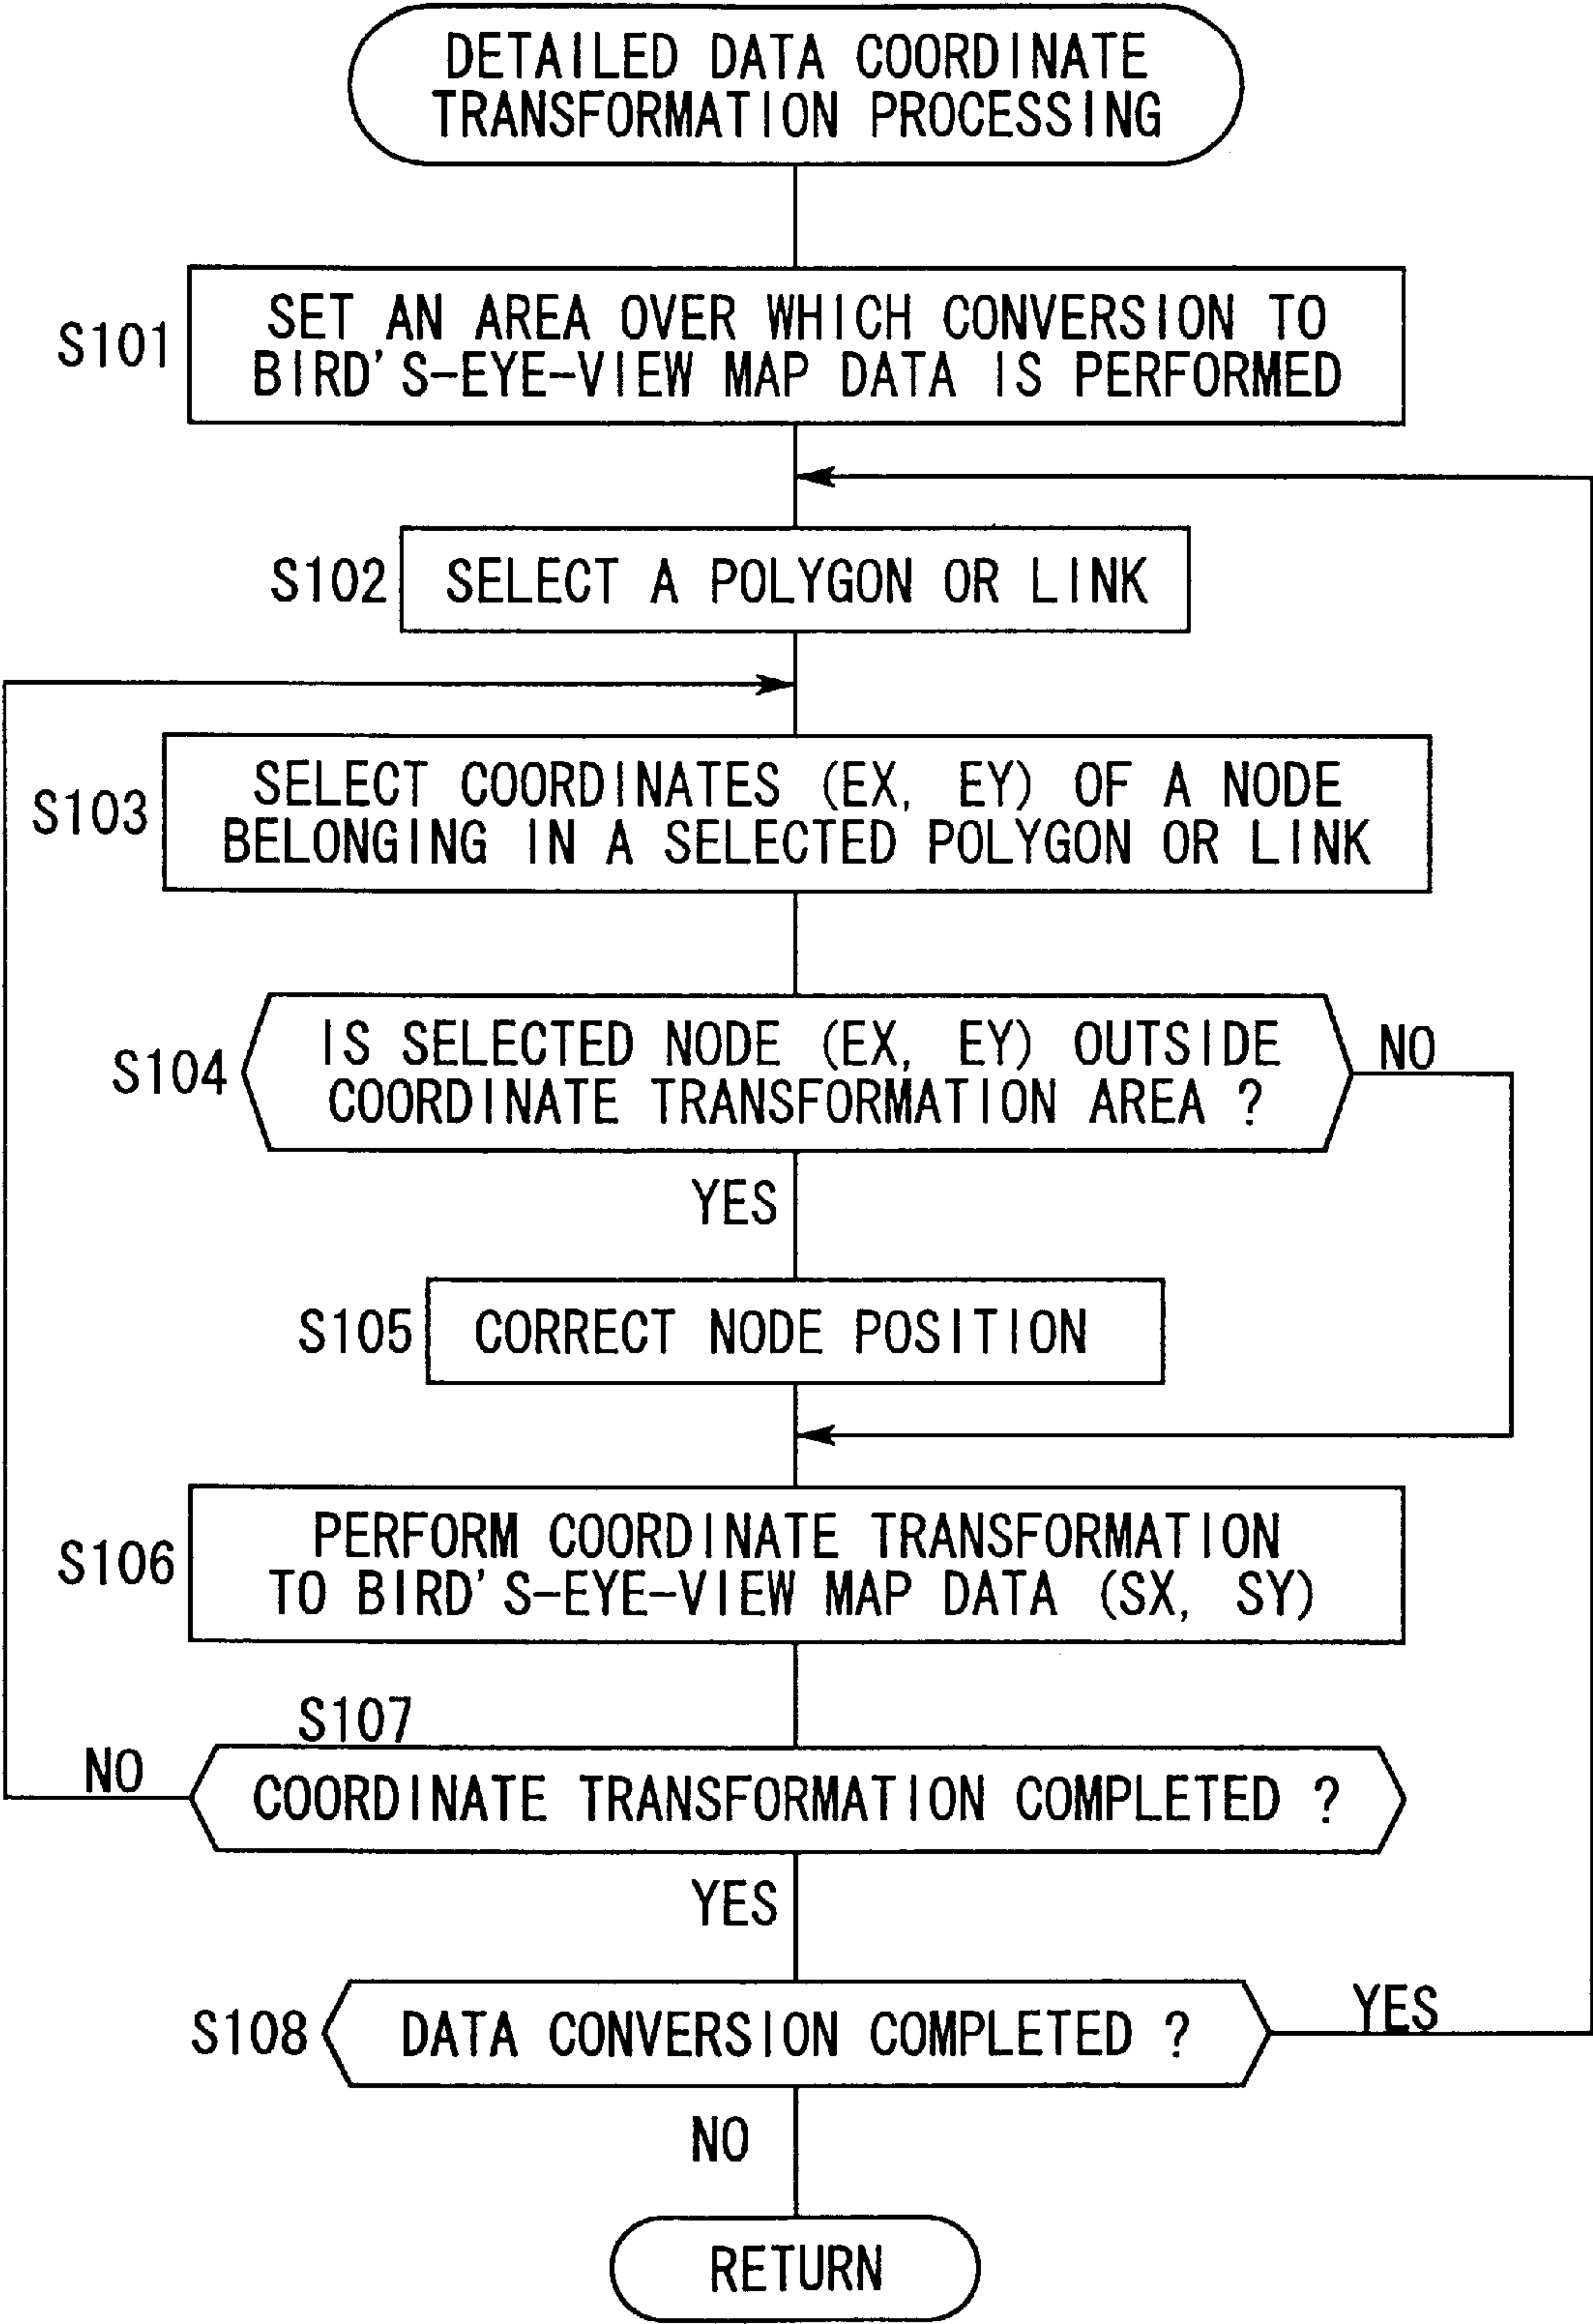 DETAILED DATA COORDINATE
TRANSFORMATION PROCESSING
S101
SET AN AREA OVER WHICH CONVERSION TO
BIRD'S-EYE-VIEW MAP DATA IS PERFORMED
S102
SELECT A POLYGON OR LINK
S103
SELECT COORDINATES (EX, EY) OF A NODE
BELONGING IN A SELECTED POLYGON OR LINK
S104
IS SELECTED NODE (EX, EY) OUTSIDE
COORDINATE TRANSFORMATION AREA ?
NO
YES
S105
CORRECT NODE POSITION
S106
PERFORM COORDINATE TRANSFORMATION
TO BIRD'S-EYE-VIEW MAP DATA (SX, SY)
S107
NO
COORDINATE TRANSFORMATION COMPLETED ?
YES
S108
DATA CONVERSION COMPLETED ?
YES
NO
RETURN